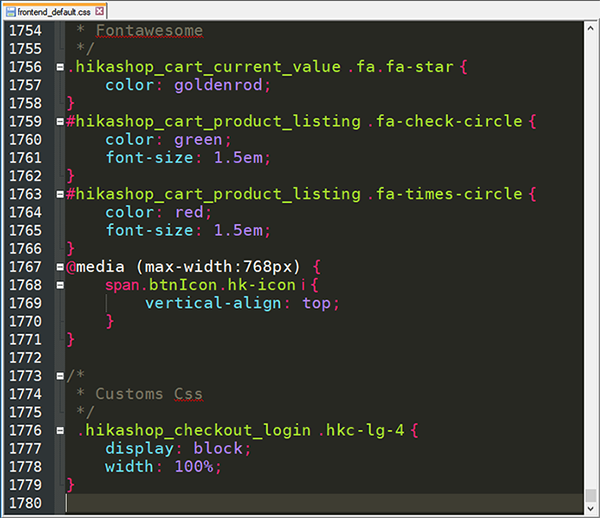 frontend_default.css
1754 * Fontawesome
1755 */
1756 .hikashop_cart_current_value .fa.fa-star {
1757 color: goldenrod;
1758 }
1759 #hikashop_cart_product_listing .fa-check-circle {
1760 color: green;
1761 font-size: 1.5em;
1762 }
1763 #hikashop_cart_product_listing .fa-times-circle {
1764 color: red;
1765 font-size: 1.5em;
1766 }
1767 @media (max-width:768px) {
1768 span.btnIcon.hk-icon i {
1769 vertical-align: top;
1770 }
1771 }
1772
1773 /*
1774 * Customs Css
1775 */
1776 .hikashop_checkout_login .hkc-lg-4 {
1777 display: block;
1778 width: 100%;
1779 }
1780